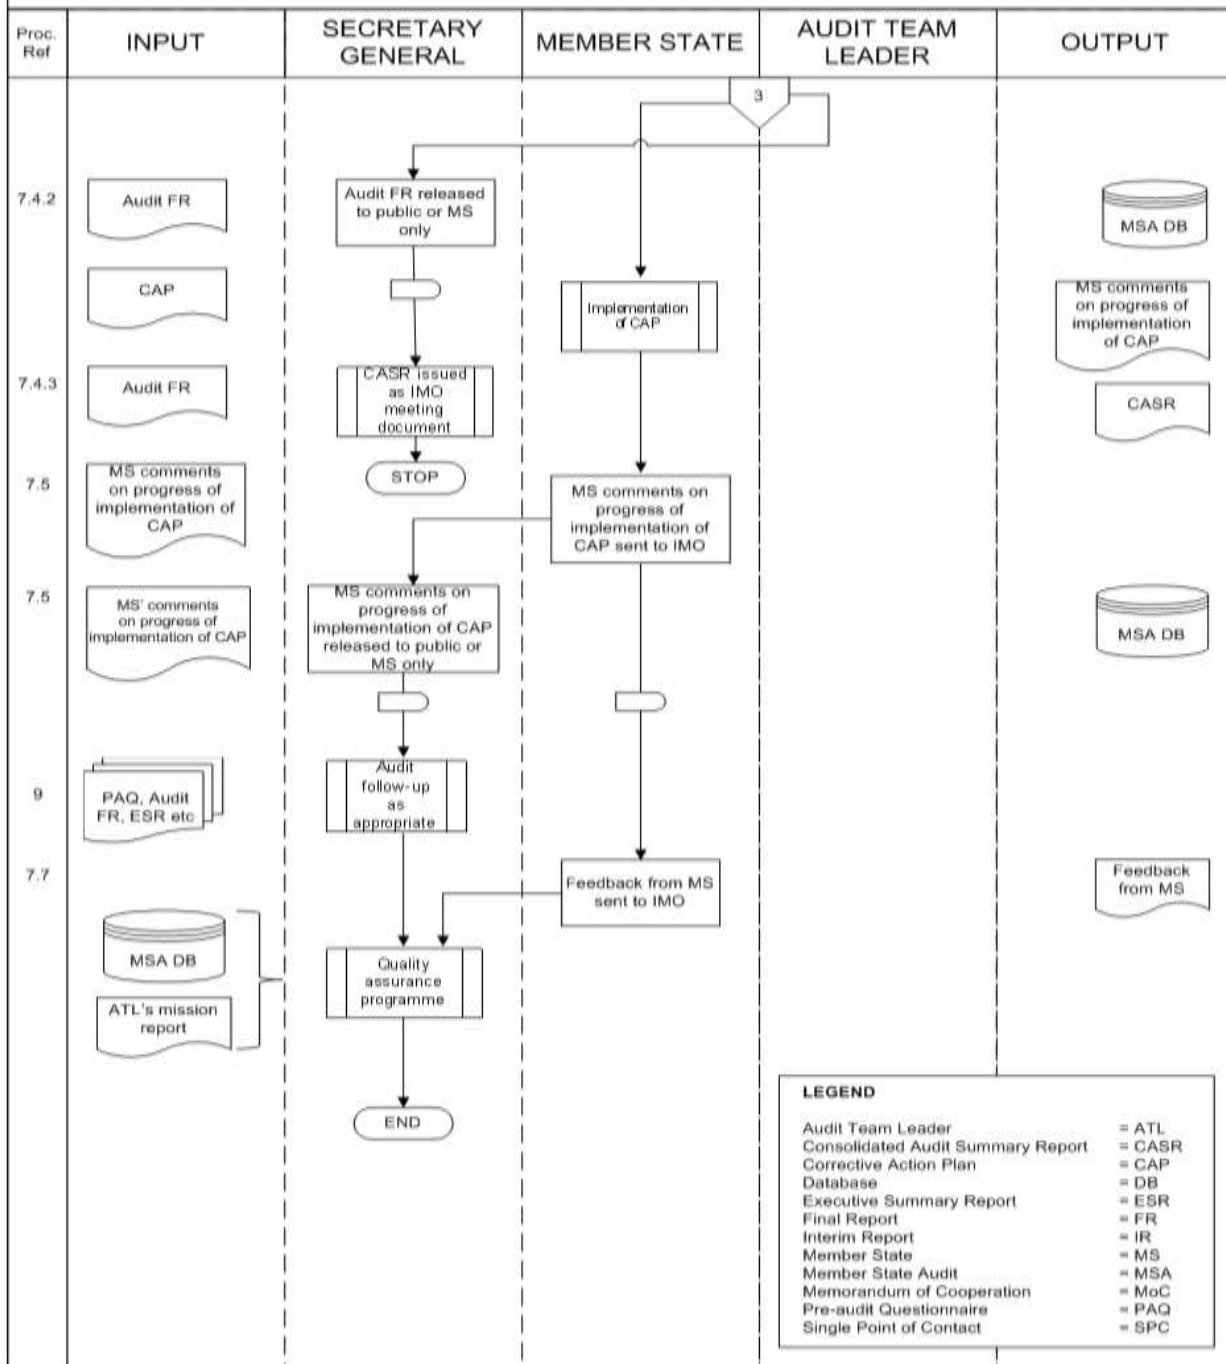 Proc.
Ref
INPUT
SECRETARY
GENERAL
MEMBER STATE
AUDIT TEAM
LEADER
OUTPUT
3
7.4.2
Audit FR
Audit FR released
to public or MS
only
MSA DB
CAP
Implementation
of CAP
MS comments
on progress of
implementation
of CAP
7.4.3
Audit FR
CASR issued
as IMO
meeting
document
CASR
STOP
7.5
MS comments
on progress of
implementation of
CAP
MS comments on
progress of
implementation of
CAP sent to IMO
7.5
MS' comments
on progress of
implementation of CAP
MS comments on
progress of
implementation of CAP
released to public or
MS only
MSA DB
9
PAQ, Audit
FR, ESR etc
Audit
follow-up
as
appropriate
7.7
Feedback from MS
sent to IMO
Feedback
from MS
MSA DB
ATL's mission
report
Quality
assurance
programme
END
LEGEND
Audit Team Leader = ATL
Consolidated Audit Summary Report = CASR
Corrective Action Plan = CAP
Database = DB
Executive Summary Report = ESR
Final Report = FR
Interim Report = IR
Member State = MS
Member State Audit = MSA
Memorandum of Cooperation = MoC
Pre-audit Questionnaire = PAQ
Single Point of Contact = SPC